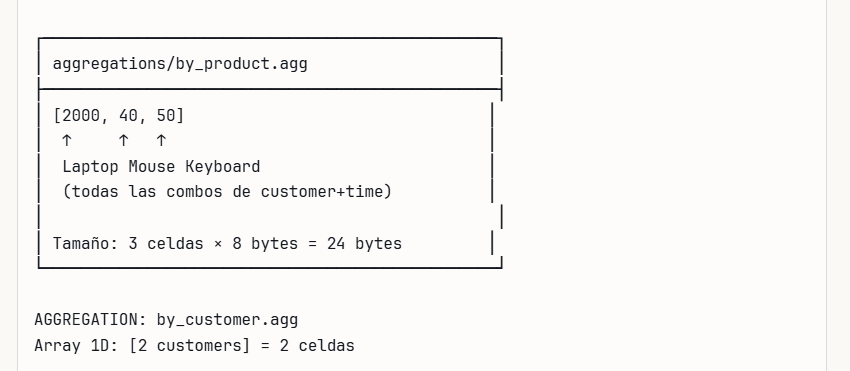 aggregations/by_product.agg
[2000, 40, 50]
↑ ↑ ↑
Laptop Mouse Keyboard
(todas las combos de customer+time)
Tamaño: 3 celdas × 8 bytes = 24 bytes
AGGREGATION: by_customer.agg
Array 1D: [2 customers] = 2 celdas